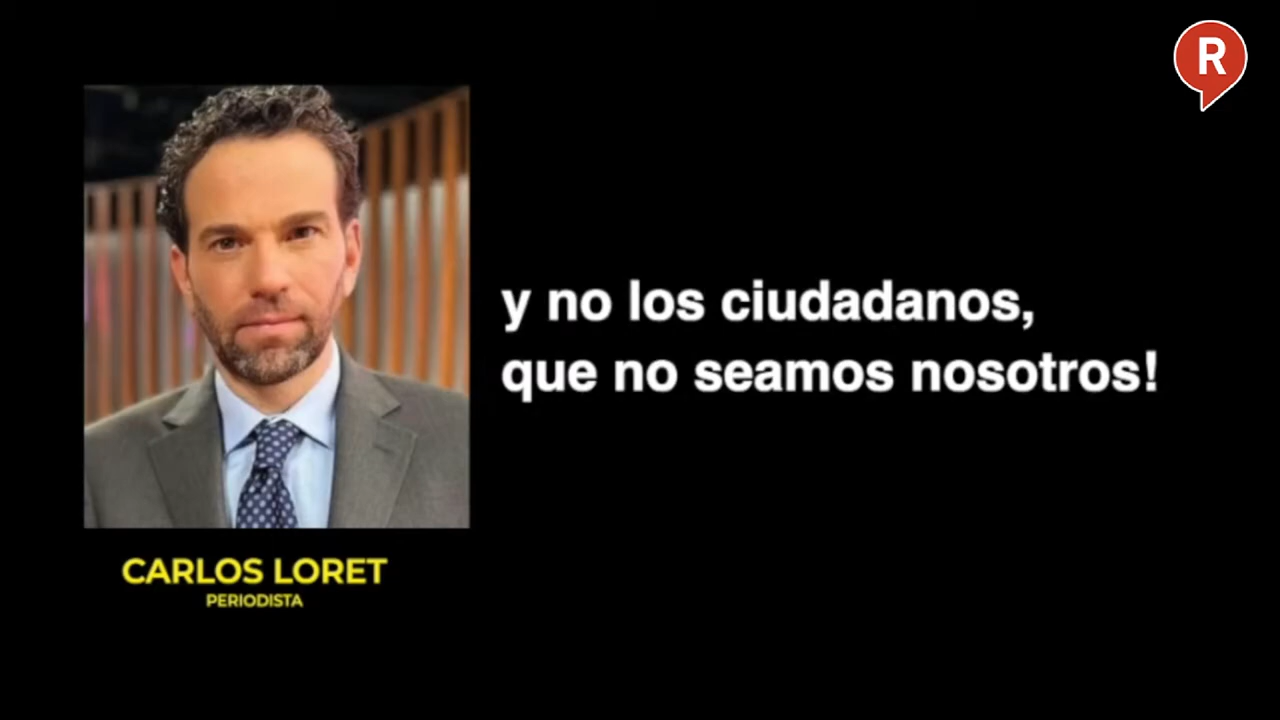 R
y no los ciudadanos,
que no seamos nosotros!
CARLOS LORET
PERIODISTA